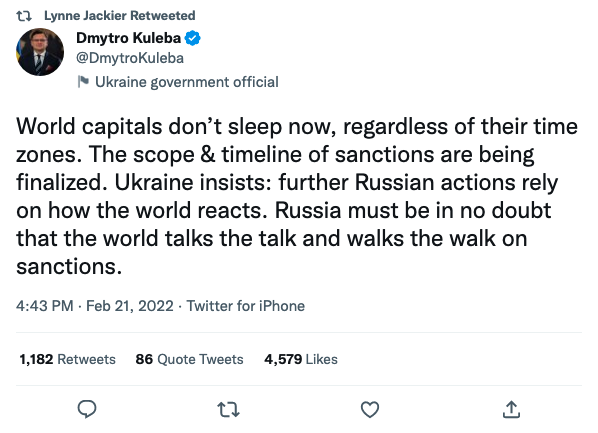 Lynne Jackier Retweeted
Dmytro Kuleba
@DmytroKuleba
Ukraine government official
World capitals don’t sleep now, regardless of their time
zones. The scope & timeline of sanctions are being
finalized. Ukraine insists: further Russian actions rely
on how the world reacts. Russia must be in no doubt
that the world talks the talk and walks the walk on
sanctions.
4:43 PM · Feb 21, 2022 · Twitter for iPhone
1,182 Retweets 86 Quote Tweets 4,579 Likes